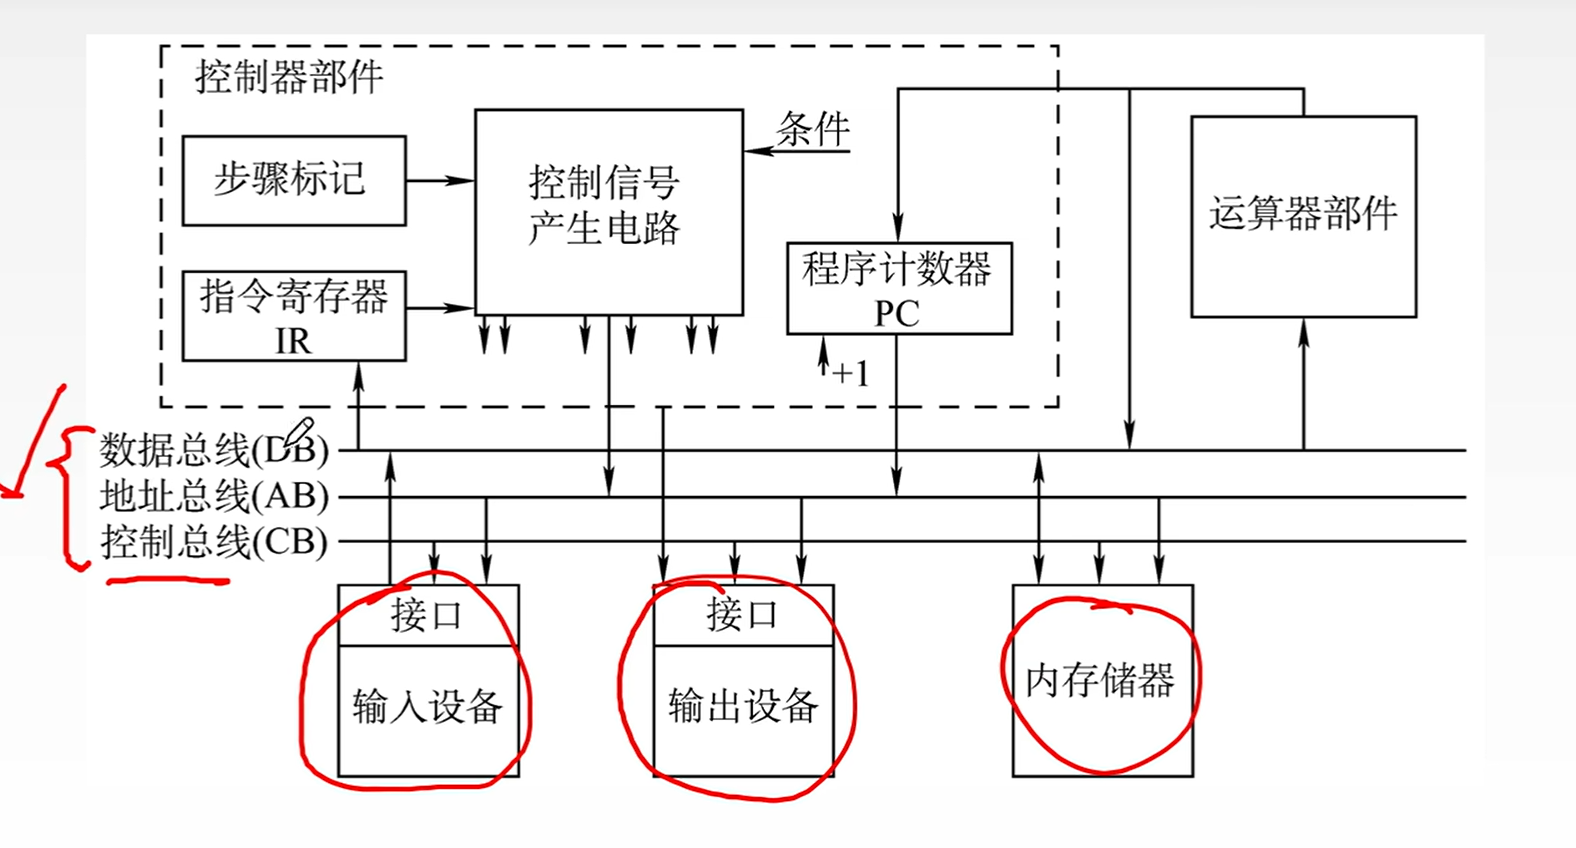 控制器部件
步骤标记
控制信号
产生电路
条件
指令寄存器
IR
程序计数器
PC
+1
运算器部件
数据总线(DB)
地址总线(AB)
控制总线(CB)
接口
输入设备
接口
输出设备
内存储器